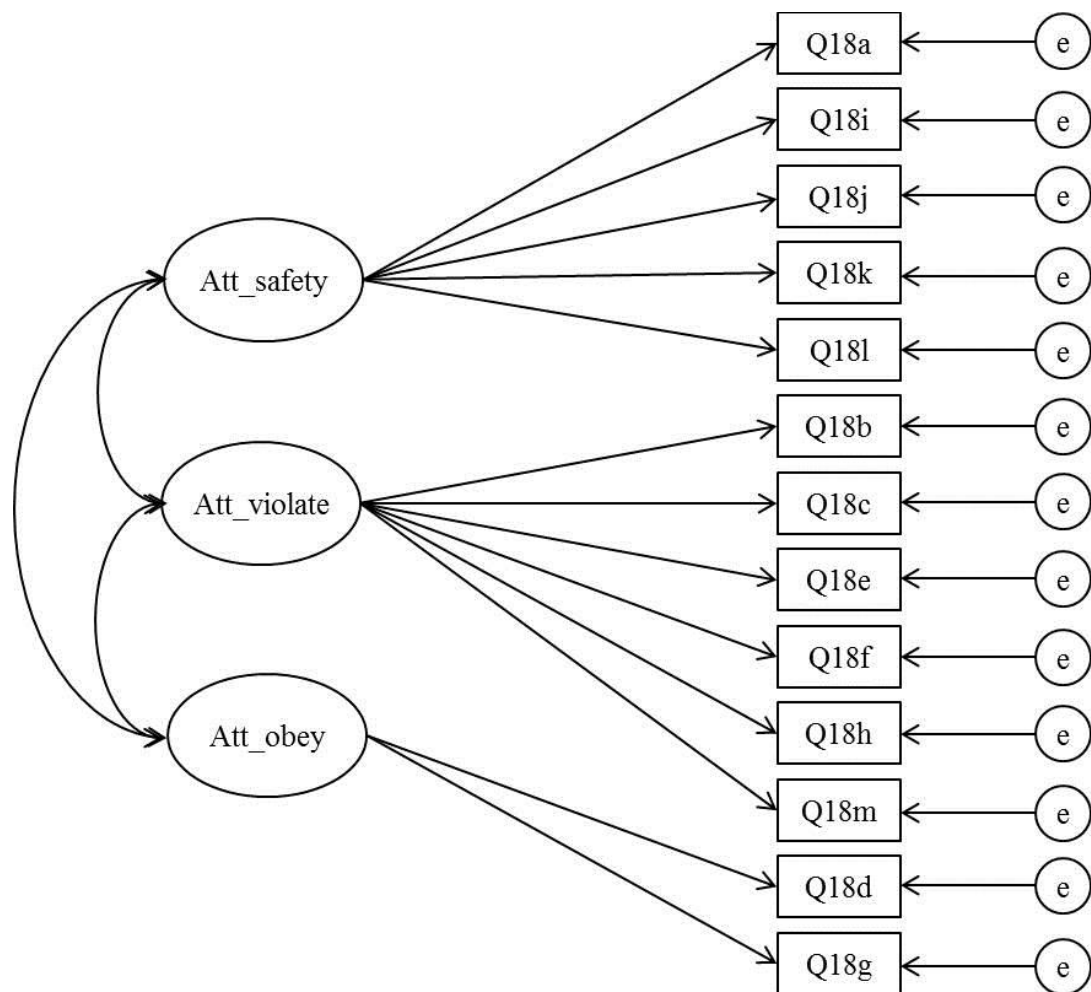 Q18a
e
Q18i
e
Q18j
e
Att_safety
Q18k
e
Q18l
e
Q18b
e
Att_violate
Q18c
e
Q18e
e
Q18f
e
Att_obey
Q18h
e
Q18m
e
Q18d
e
Q18g
e